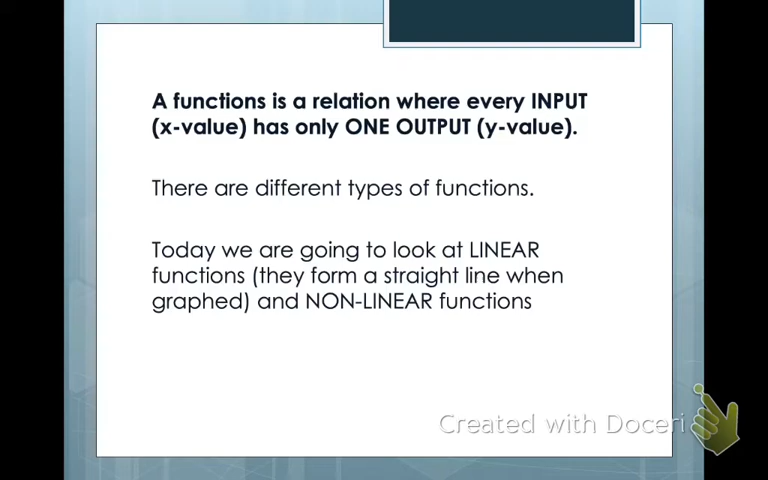 A functions is a relation where every INPUT
(x-value) has only ONE OUTPUT (y-value).
There are different types of functions.
Today we are going to look at LINEAR
functions (they form a straight line when
graphed) and NON-LINEAR functions
Created with Doceri